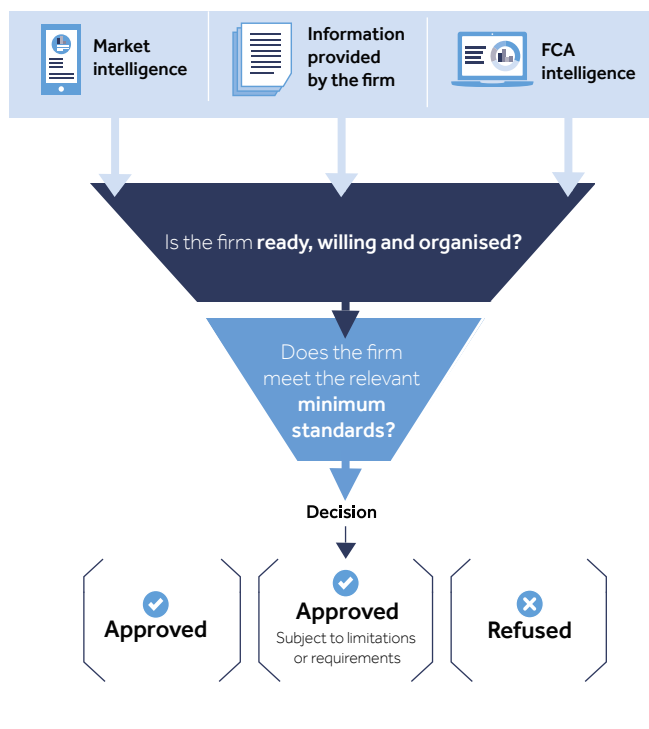 Market
intelligence
Information
provided
by the firm
FCA
intelligence
Is the firm ready, willing and organised?
Does the firm
meet the relevant
minimum
standards?
Decision
Approved
Approved
Subject to limitations
or requirements
Refused